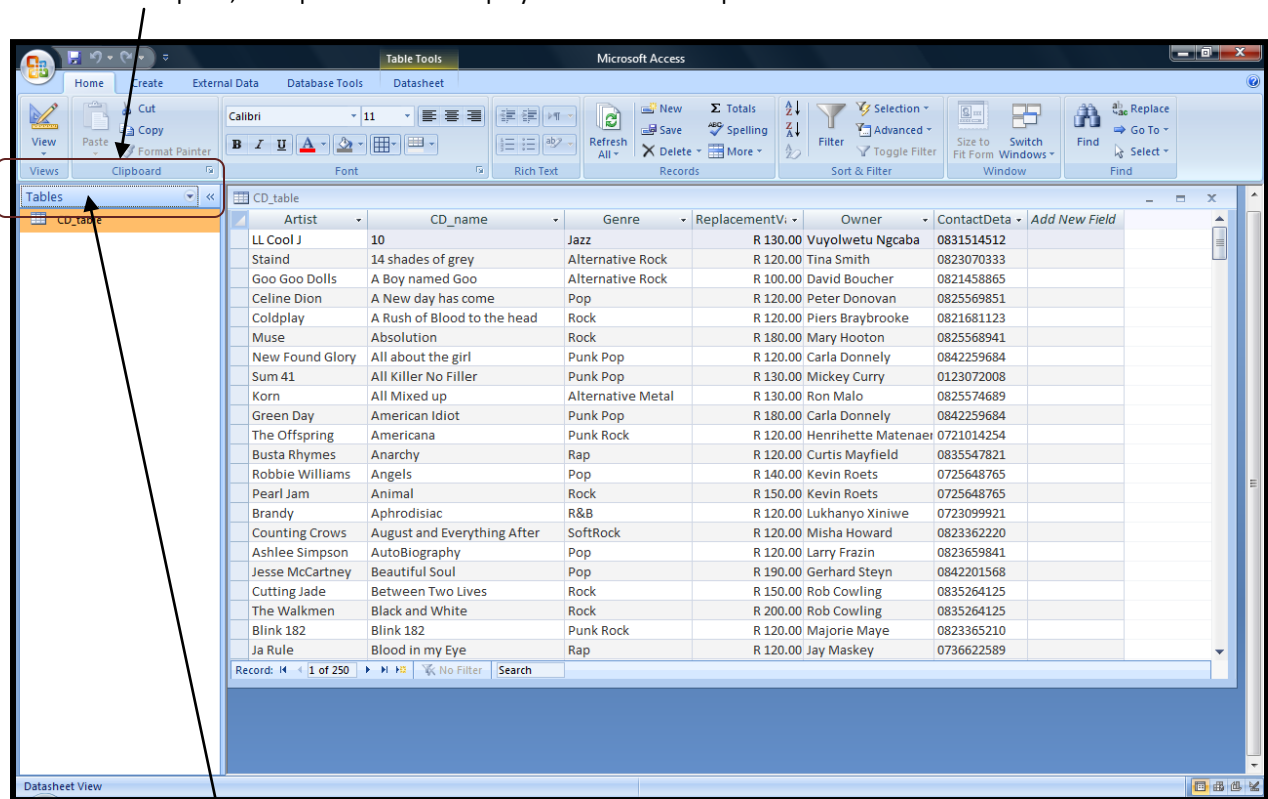 Table Tools Microsoft Access
Home Create External Data Database Tools Datasheet
View Paste Cut Copy Format Painter
Calibri 11
B I U A
Refresh All New Save Delete Totals Spelling More
Filter Selection Advanced Toggle Filter
Size to Fit Form Switch Windows
Find Replace Go To Select
Views Clipboard Font Rich Text Records Sort & Filter Window Find
Tables
CD_table
CD_table
Artist CD_name Genre ReplacementV Owner ContactDeta Add New Field
LL Cool J 10 Jazz R 130.00 Vuyolwetu Ngcaba 0831514512
Staind 14 shades of grey Alternative Rock R 120.00 Tina Smith 0823070333
Goo Goo Dolls A Boy named Goo Alternative Rock R 100.00 David Boucher 0821458865
Celine Dion A New day has come Pop R 120.00 Peter Donovan 0825569851
Coldplay A Rush of Blood to the head Rock R 120.00 Piers Braybrooke 0821681123
Muse Absolution Rock R 180.00 Mary Hooton 0825568941
New Found Glory All about the girl Punk Pop R 120.00 Carla Donnely 0842259684
Sum 41 All Killer No Filler Punk Pop R 130.00 Mickey Curry 0123072008
Korn All Mixed up Alternative Metal R 130.00 Ron Malo 0825574689
Green Day American Idiot Punk Pop R 180.00 Carla Donnely 0842259684
The Offspring Americana Punk Rock R 120.00 Henrihette Matenaer 0721014254
Busta Rhymes Anarchy Rap R 120.00 Curtis Mayfield 0835547821
Robbie Williams Angels Pop R 140.00 Kevin Roets 0725648765
Pearl Jam Animal Rock R 150.00 Kevin Roets 0725648765
Brandy Aphrodisiac R&B R 120.00 Lukhanyo Xiniwe 0723099921
Counting Crows August and Everything After SoftRock R 120.00 Misha Howard 0823362220
Ashlee Simpson AutoBiography Pop R 120.00 Larry Frazin 0823659841
Jesse McCartney Beautiful Soul Pop R 190.00 Gerhard Steyn 0842201568
Cutting Jade Between Two Lives Rock R 150.00 Rob Cowling 0835264125
The Walkmen Black and White Rock R 200.00 Rob Cowling 0835264125
Blink 182 Blink 182 Punk Rock R 120.00 Majorie Maye 0823365210
Ja Rule Blood in my Eye Rap R 120.00 Jay Maskey 0736622589
Record: 1 of 250 No Filter Search
Datasheet View